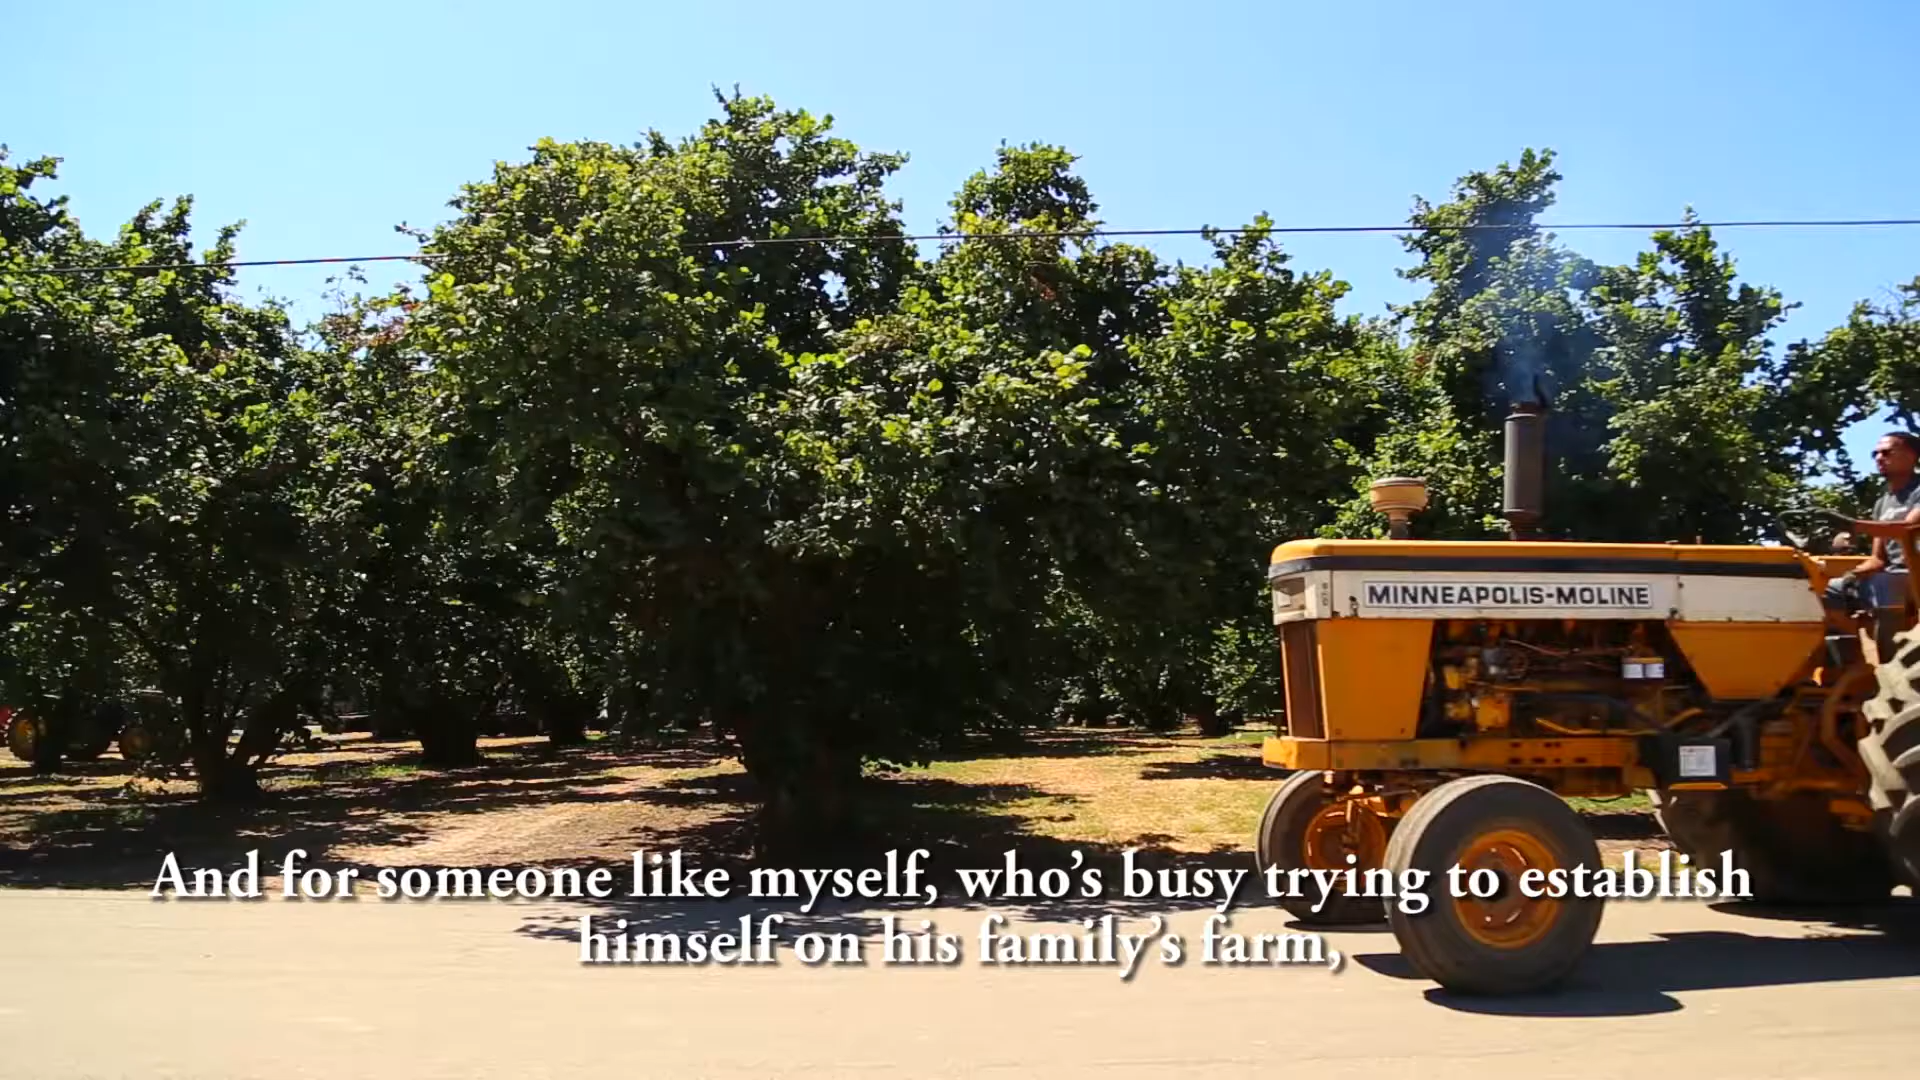 MINNEAPOLIS-MOLINE
And for someone like myself, who’s busy trying to establish
himself on his family’s farm,